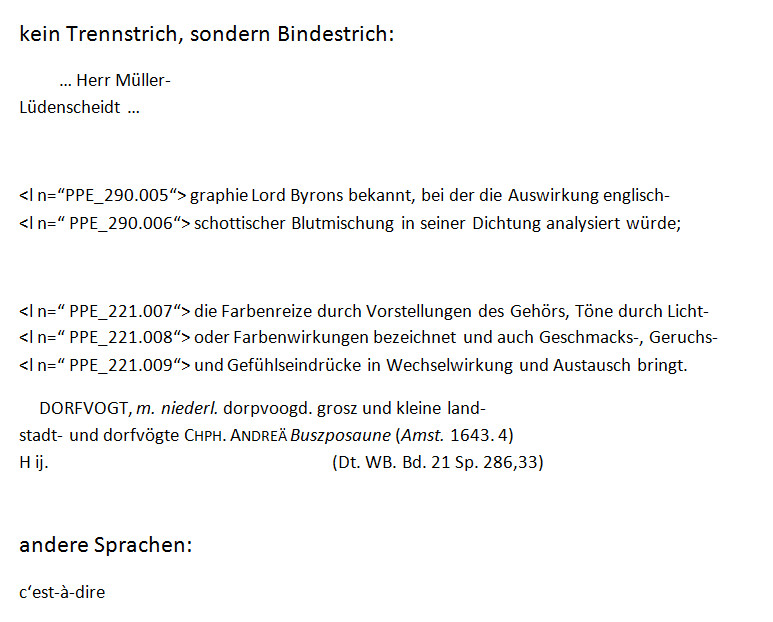 kein Trennstrich, sondern Bindestrich:
… Herr Müller-
Lüdenscheidt …
<l n=“PPE_290.005“> graphie Lord Byrons bekannt, bei der die Auswirkung englisch-
<l n=“ PPE_290.006“> schottischer Blutmischung in seiner Dichtung analysiert würde;
<l n=“ PPE_221.007“> die Farbenreize durch Vorstellungen des Gehörs, Töne durch Licht-
<l n=“ PPE_221.008“> oder Farbenwirkungen bezeichnet und auch Geschmacks-, Geruchs-
<l n=“ PPE_221.009“> und Gefühlseindrücke in Wechselwirkung und Austausch bringt.
DORFVOGT, m. niederl. dorpvoogd. grosz und kleine land-
stadt- und dorfvögte CHPH. ANDREÄ Buszposaune (Amst. 1643. 4)
H ij. (Dt. WB. Bd. 21 Sp. 286,33)
andere Sprachen:
c‘est-à-dire